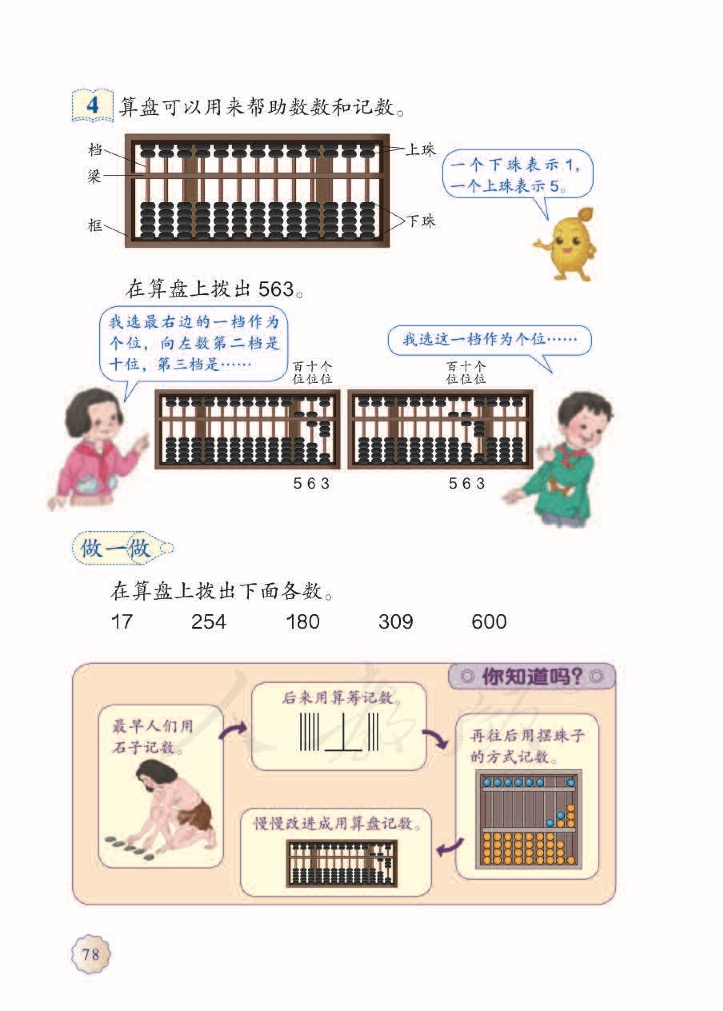 4 算盘可以用来帮助数数和记数。
档
梁
框
上珠
下珠
一个下珠表示1，
一个上珠表示5。
在算盘上拨出 563。
我选最右边的一档作为
个位，向左数第二档是
十位，第三档是……
我选这一档作为个位……
百十个
位位位
百十个
位位位
5 6 3
5 6 3
做一做
在算盘上拨出下面各数。
17 254 180 309 600
你知道吗？
最早人们用
石子记数。
后来用算筹记数。
再往后用摆珠子
的方式记数。
慢慢改进成用算盘记数。
78